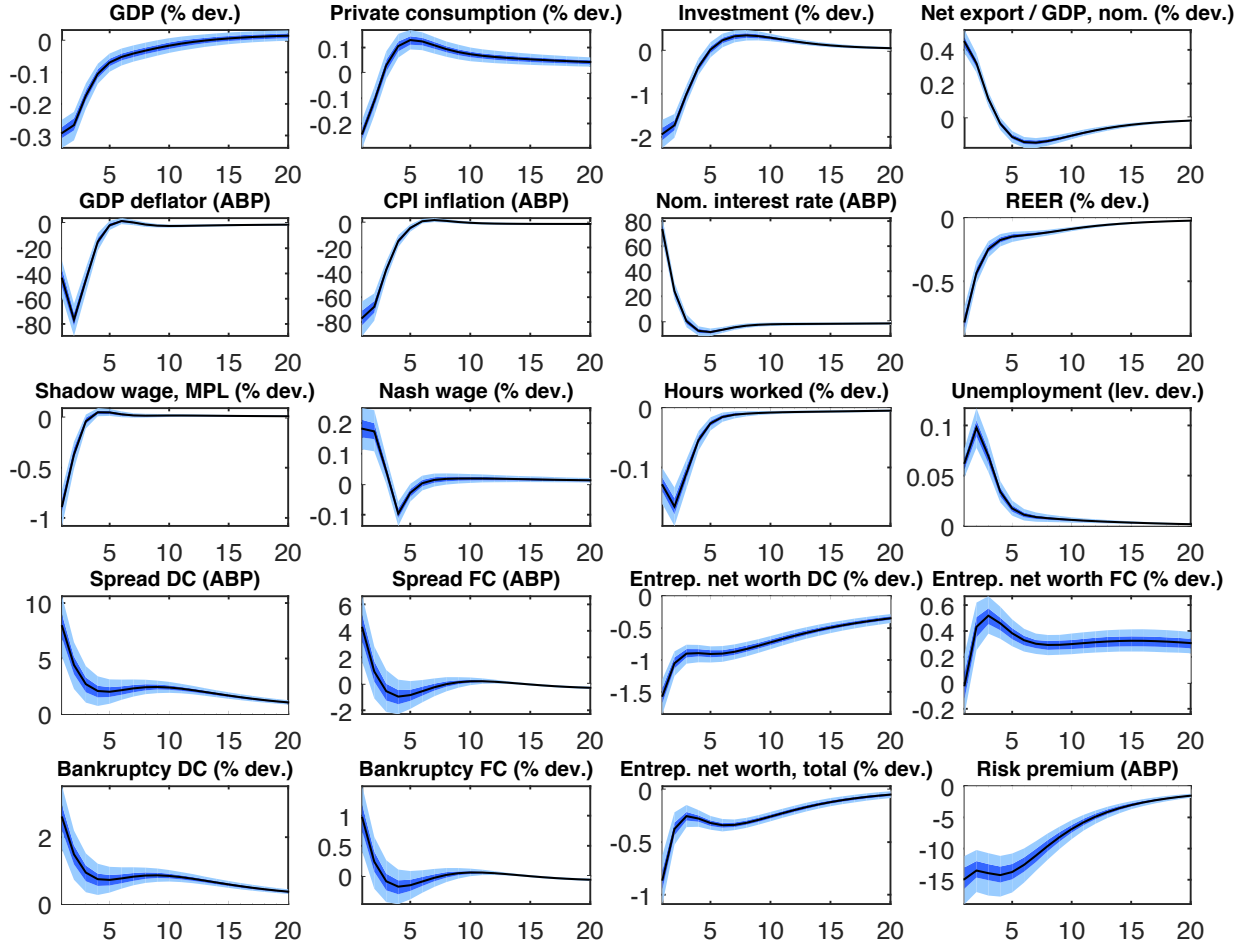 GDP (% dev.) Private consumption (% dev.) Investment (% dev.) Net export / GDP, nom. (% dev.)
0 0.1 0 0.4
-0.1 0 -1 0.2
-0.2 -0.1 -2 0
-0.3 -0.2
5 10 15 20 5 10 15 20 5 10 15 20 5 10 15 20
GDP deflator (ABP) CPI inflation (ABP) Nom. interest rate (ABP) REER (% dev.)
0 0 80 0
-20 -20 60 -0.5
-40 -40 40
-60 -60 20
-80 -80 0
5 10 15 20 5 10 15 20 5 10 15 20 5 10 15 20
Shadow wage, MPL (% dev.) Nash wage (% dev.) Hours worked (% dev.) Unemployment (lev. dev.)
0 0.2 0 0.1
-0.5 0.1 -0.1 0.05
-1 0 0
-0.1
5 10 15 20 5 10 15 20 5 10 15 20 5 10 15 20
Spread DC (ABP) Spread FC (ABP) Entrep. net worth DC (% dev.) Entrep. net worth FC (% dev.)
10 6 0 0.6
5 4 -0.5 0.4
0 2 -1 0.2
0 -1.5 0
-2 -0.2
5 10 15 20 5 10 15 20 5 10 15 20 5 10 15 20
Bankruptcy DC (% dev.) Bankruptcy FC (% dev.) Entrep. net worth, total (% dev.) Risk premium (ABP)
2 1 0 0
0 0.5 -0.5 -5
0 -1 -10
-15
5 10 15 20 5 10 15 20 5 10 15 20 5 10 15 20